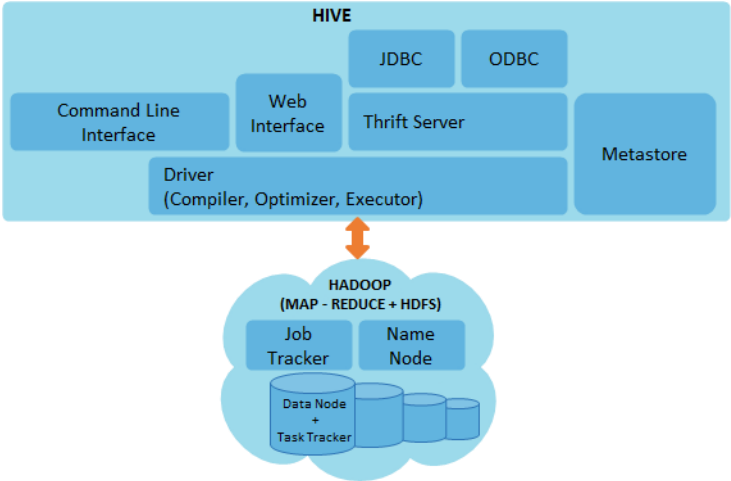 HIVE
JDBC
ODBC
Command Line
Interface
Web
Interface
Thrift Server
Metastore
Driver
(Compiler, Optimizer, Executor)
HADOOP
(MAP - REDUCE + HDFS)
Job
Tracker
Name
Node
Data Node
+
Task Tracker